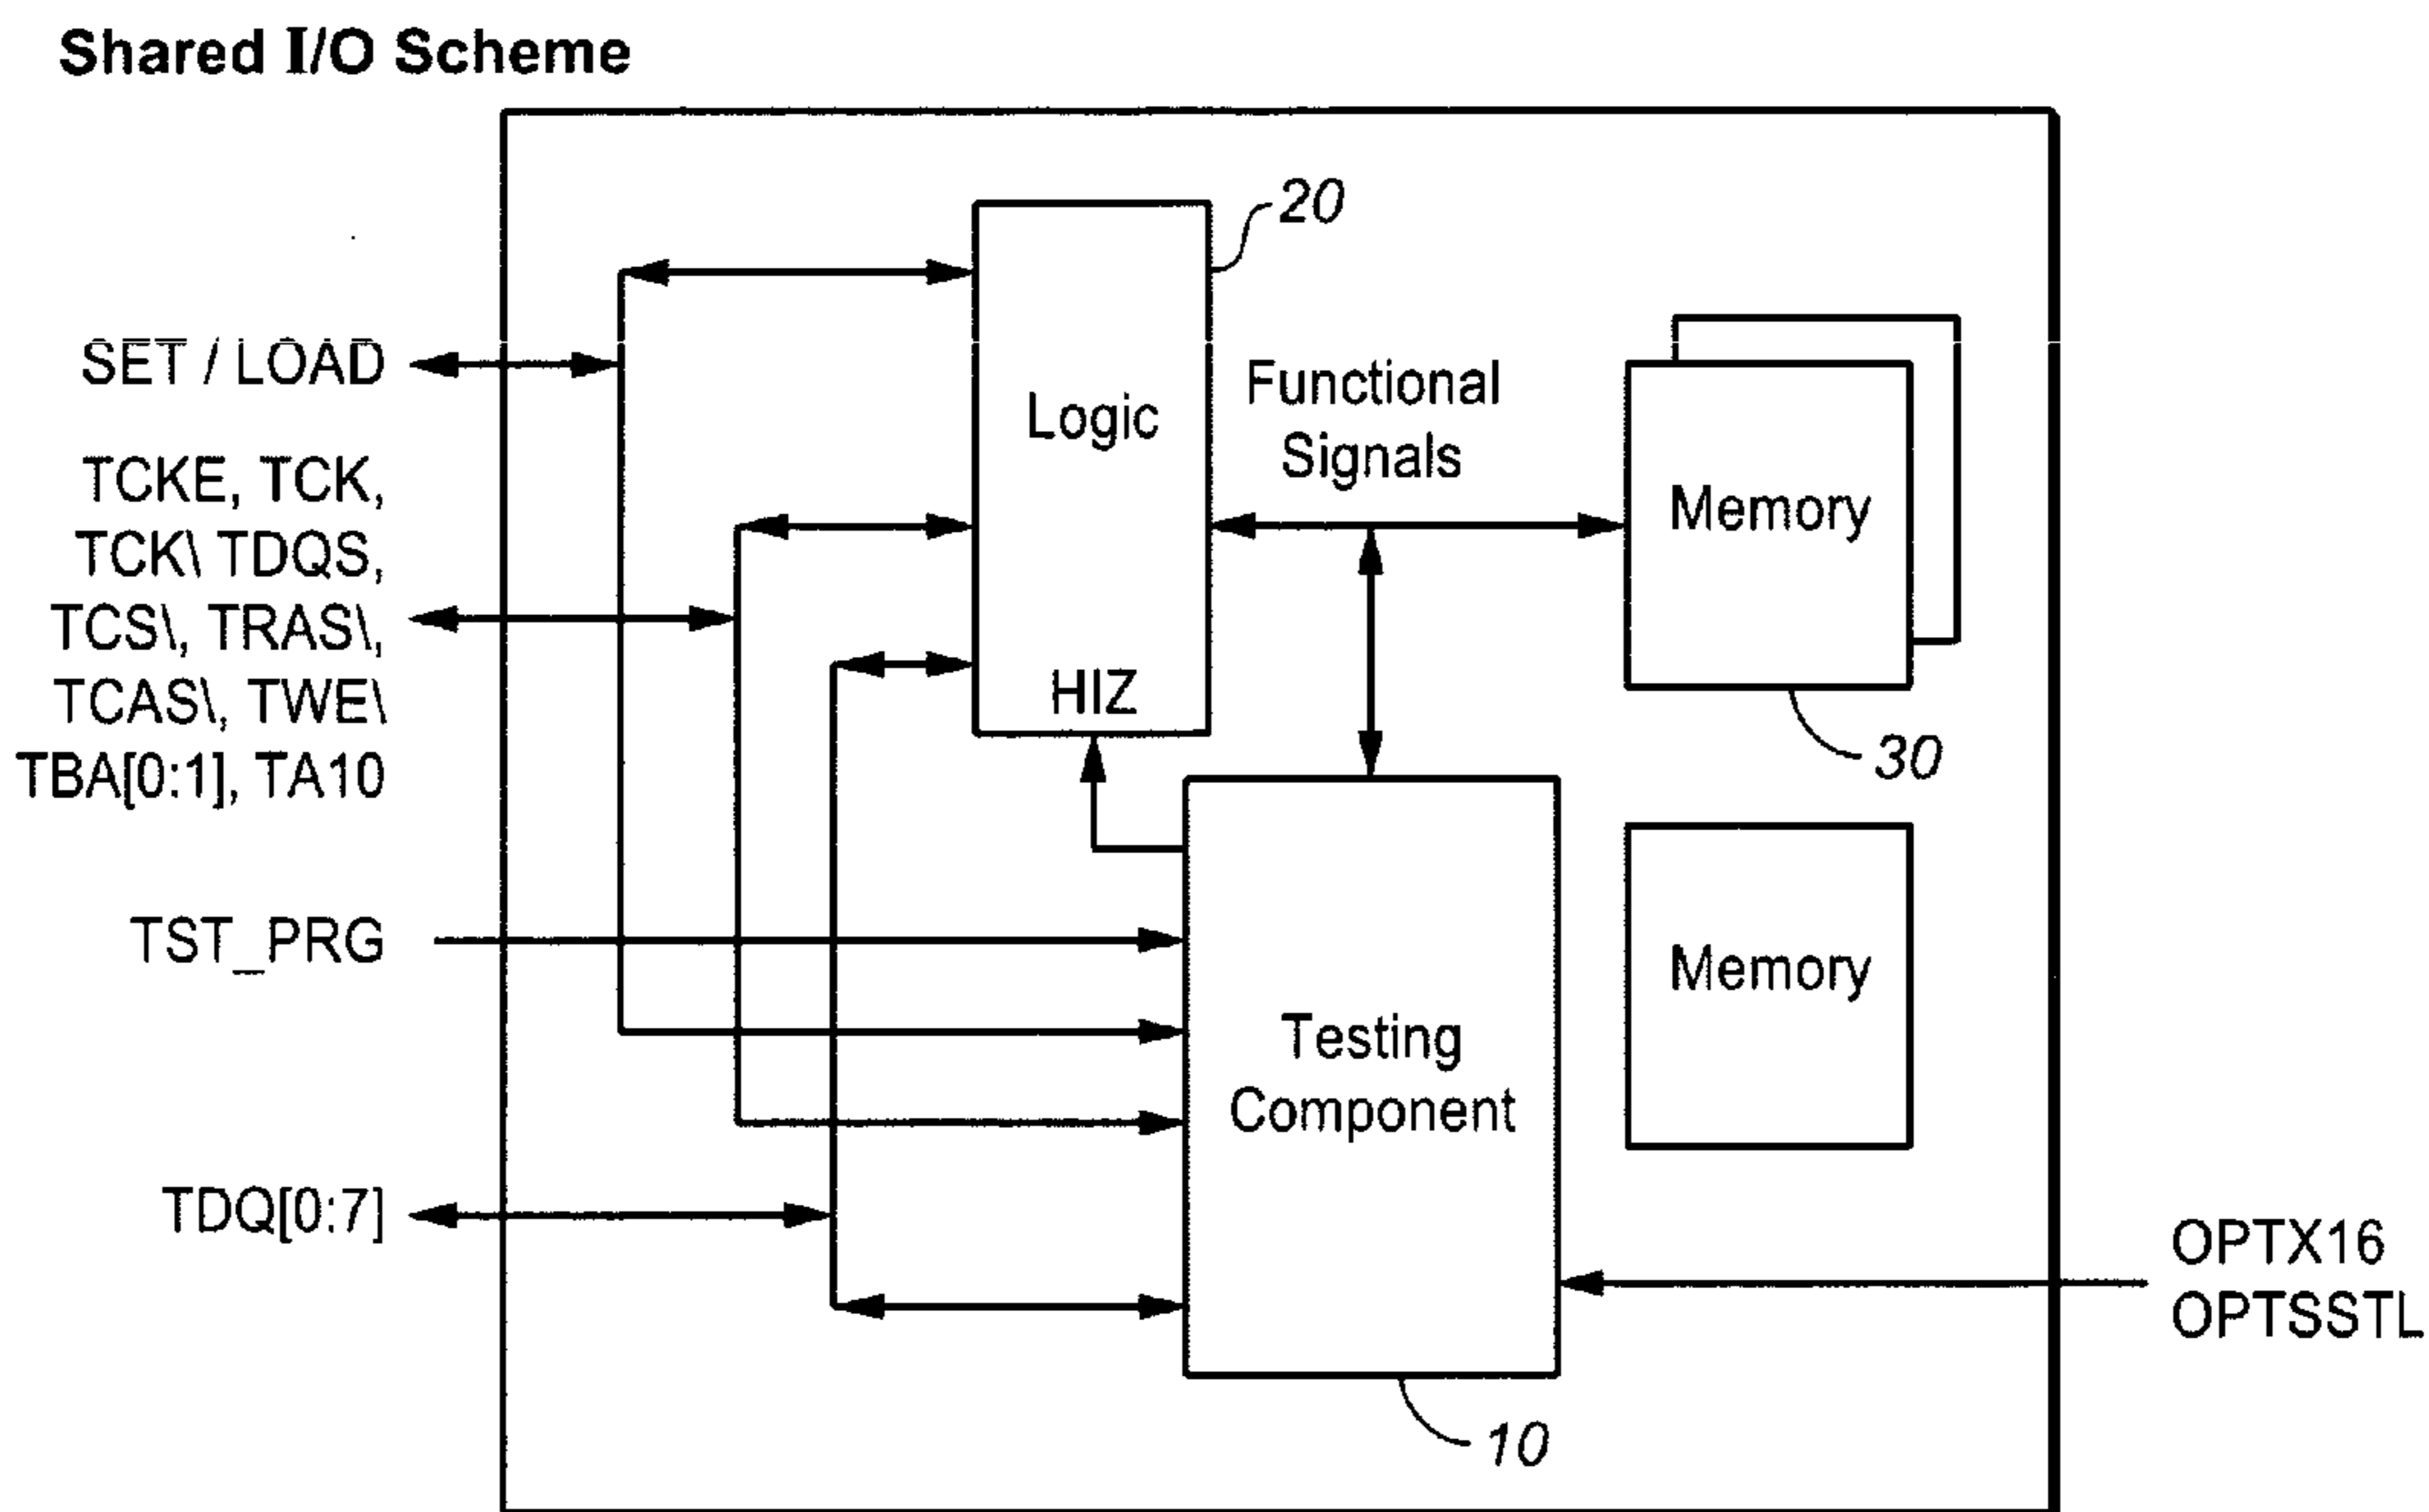 Shared I/O Scheme
20
SET / LOAD
Logic
Functional
Signals
TCKE, TCK,
TCK\ TDQS,
TCS\, TRAS\,
TCAS\, TWE\
TBA[0:1], TA10
HIZ
Memory
30
TST_PRG
Memory
Testing
Component
TDQ[0:7]
OPTX16
OPTSSTL
10